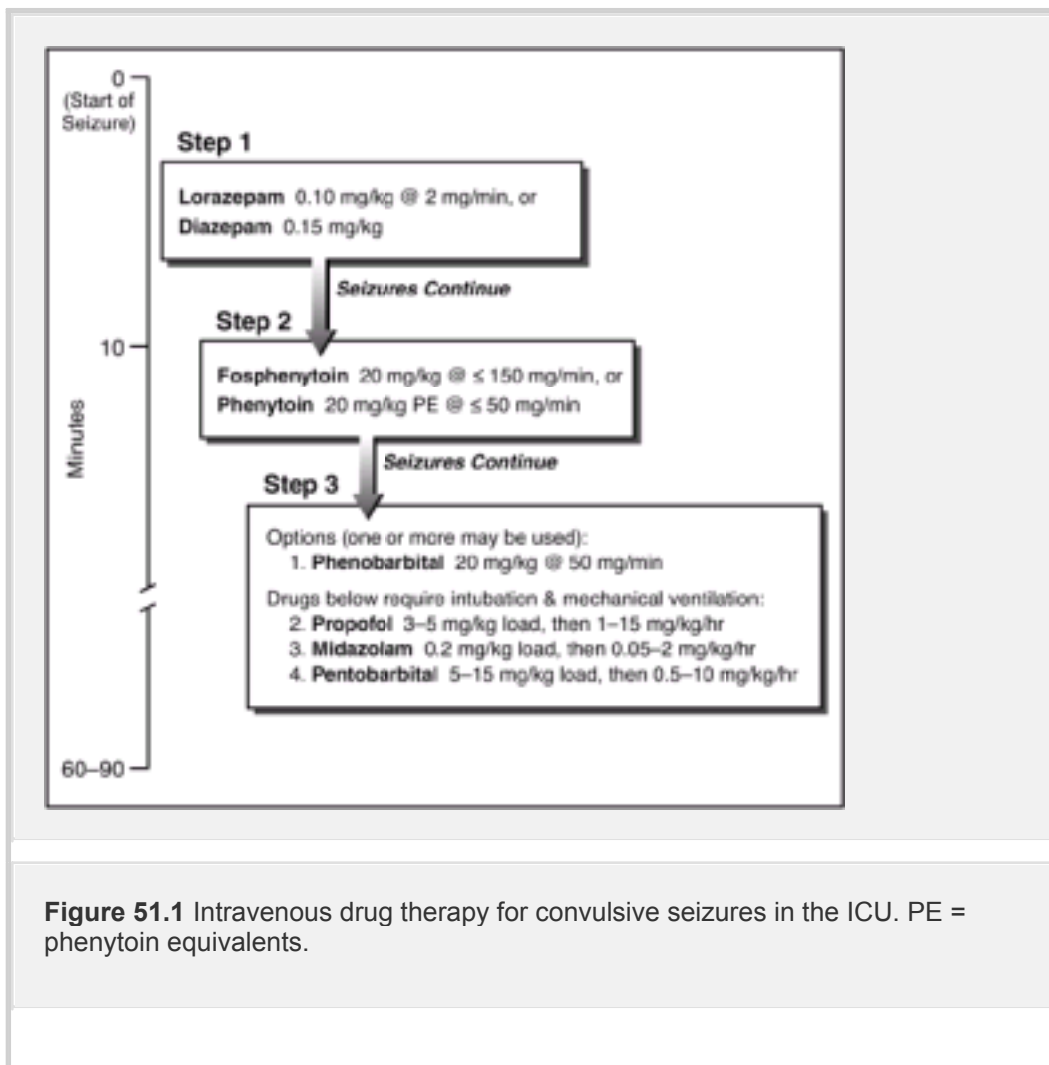 0
(Start of
Seizure)
Step 1
Lorazepam 0.10 mg/kg @ 2 mg/min, or
Diazepam 0.15 mg/kg
Seizures Continue
Step 2
10
Fosphenytoin 20 mg/kg @ ≤ 150 mg/min, or
Phenytoin 20 mg/kg PE @ ≤ 50 mg/min
Minutes
Seizures Continue
Step 3
Options (one or more may be used):
1. Phenobarbital 20 mg/kg @ 50 mg/min
Drugs below require intubation & mechanical ventilation:
2. Propofol 3–5 mg/kg load, then 1–15 mg/kg/hr
3. Midazolam 0.2 mg/kg load, then 0.05–2 mg/kg/hr
4. Pentobarbital 5–15 mg/kg load, then 0.5–10 mg/kg/hr
60–90
Figure 51.1 Intravenous drug therapy for convulsive seizures in the ICU. PE =
phenytoin equivalents.